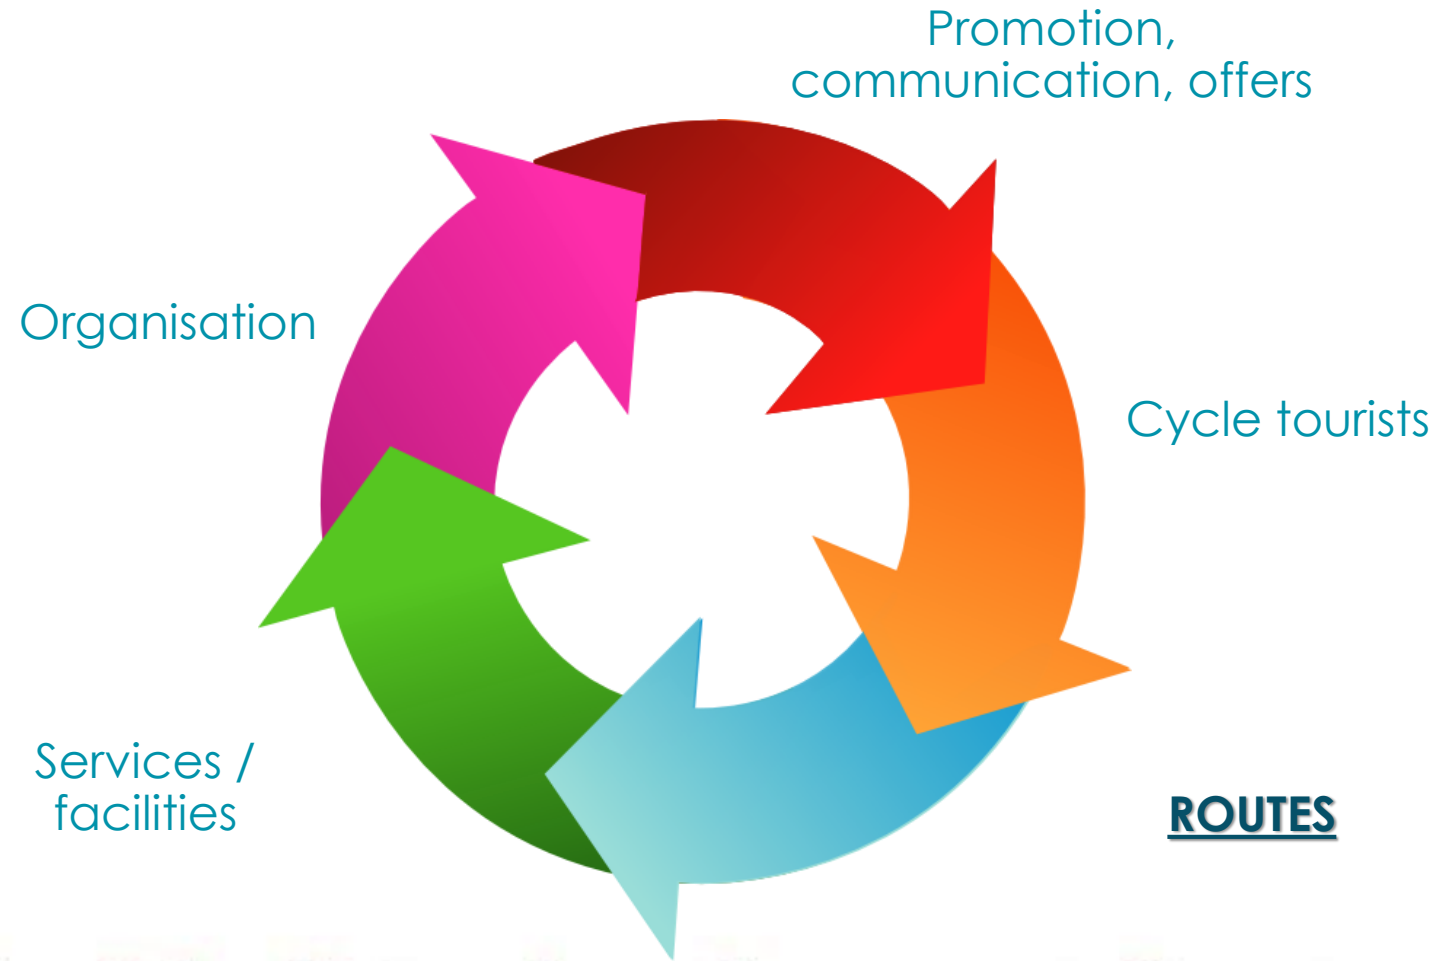 Promotion,
communication, offers
Organisation
Cycle tourists
Services /
facilities
ROUTES